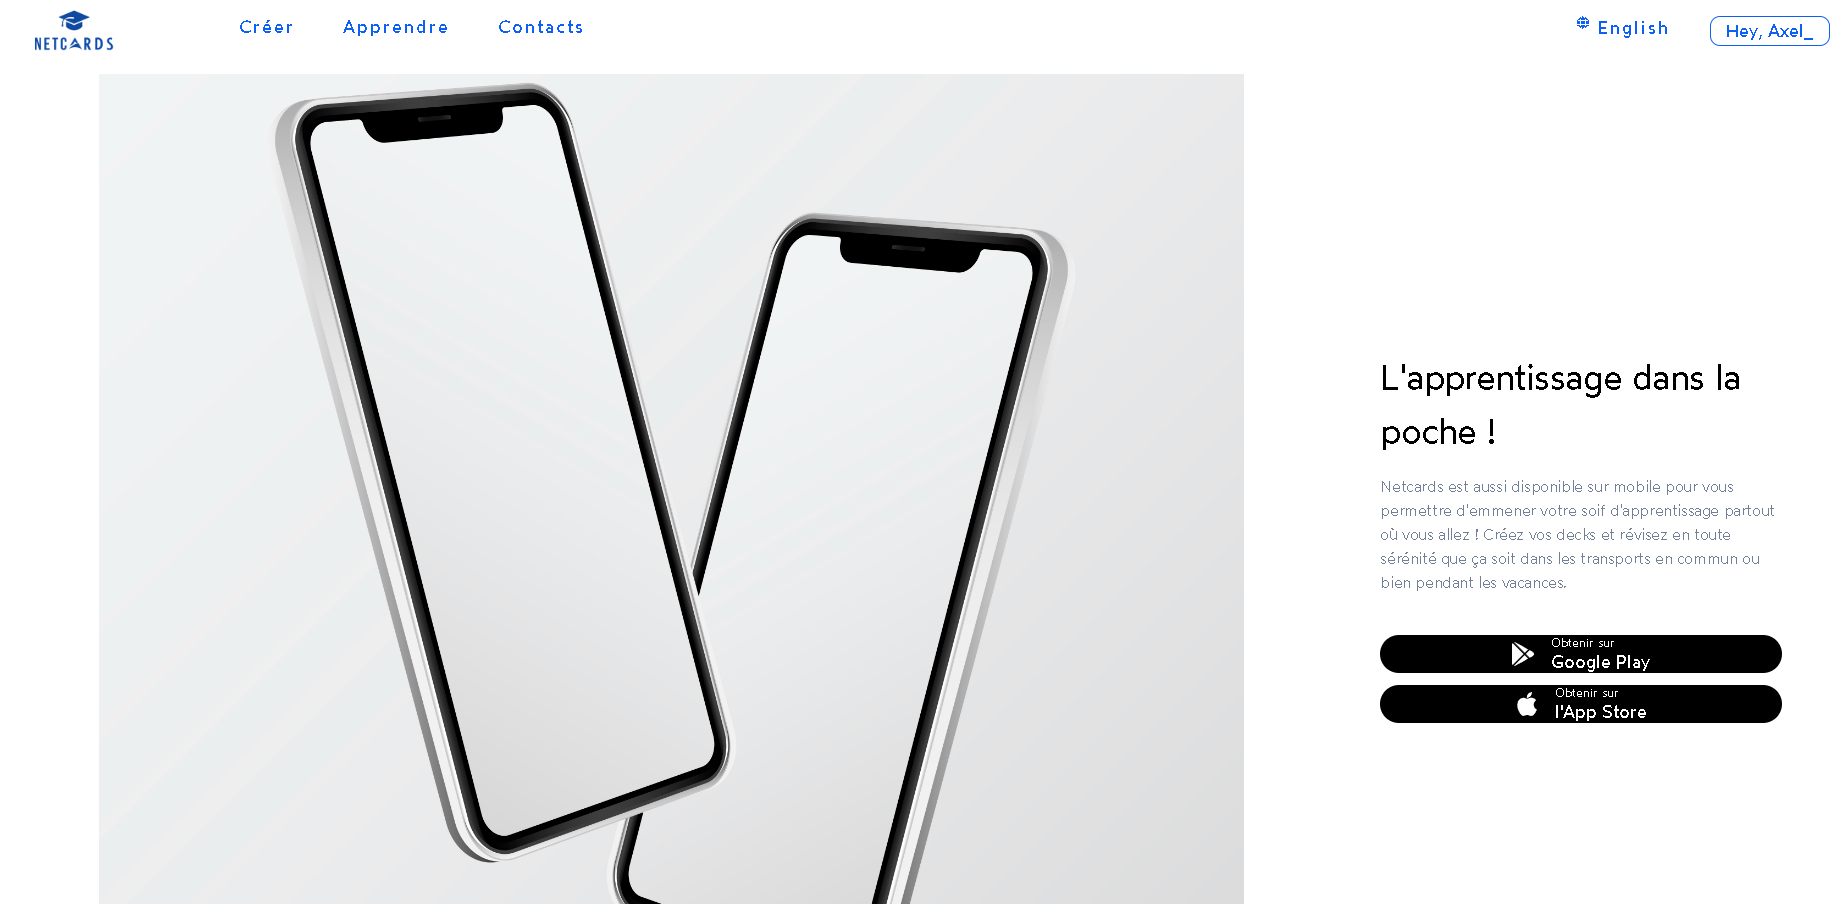 NETCARDS
Créer
Apprendre
Contacts
English
Hey, Axel_
L'apprentissage dans la
poche !
Netcards est aussi disponible sur mobile pour vous
permettre d'emmener votre soif d'apprentissage partout
où vous allez ! Créez vos decks et révisez en toute
sérénité que ça soit dans les transports en commun ou
bien pendant les vacances.
Obtenir sur
Google Play
Obtenir sur
l'App Store